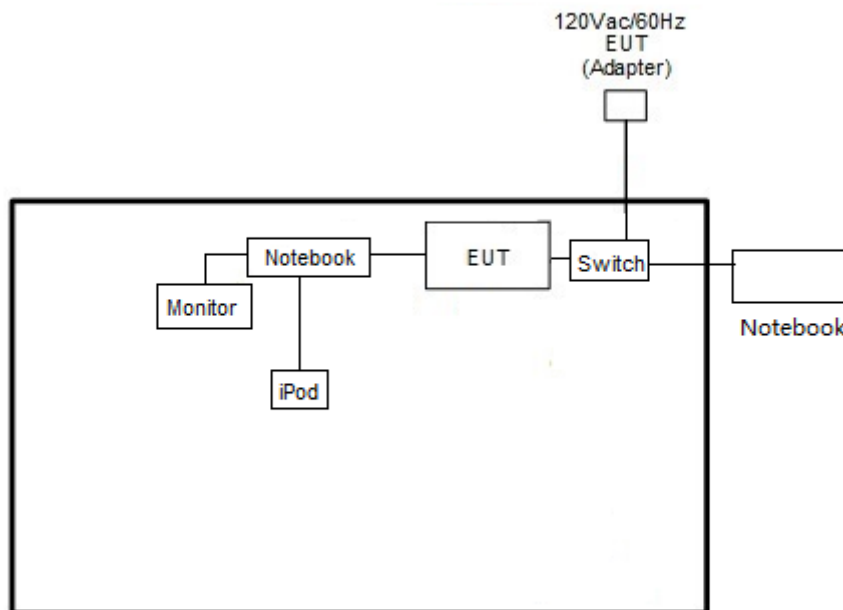 120Vac/60Hz
EUT
(Adapter)
Notebook
EUT
Switch
Monitor
Notebook
iPod